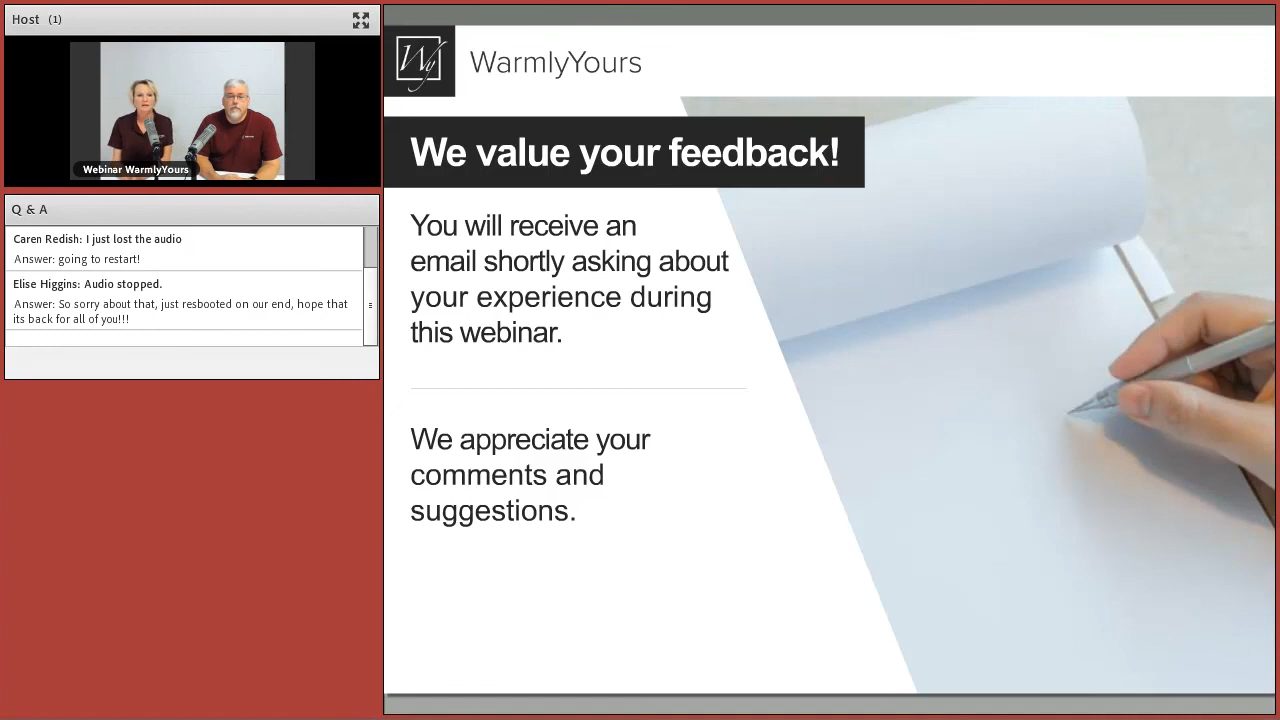 Host (1)
Webinar WarmlyYours
Q & A
Caren Redish: I just lost the audio
Answer: going to restart!
Elise Higgins: Audio stopped.
Answer: So sorry about that, just resbooted on our end, hope that
its back for all of you!!!
Wy
WarmlyYours
We value your feedback!
You will receive an
email shortly asking about
your experience during
this webinar.
We appreciate your
comments and
suggestions.